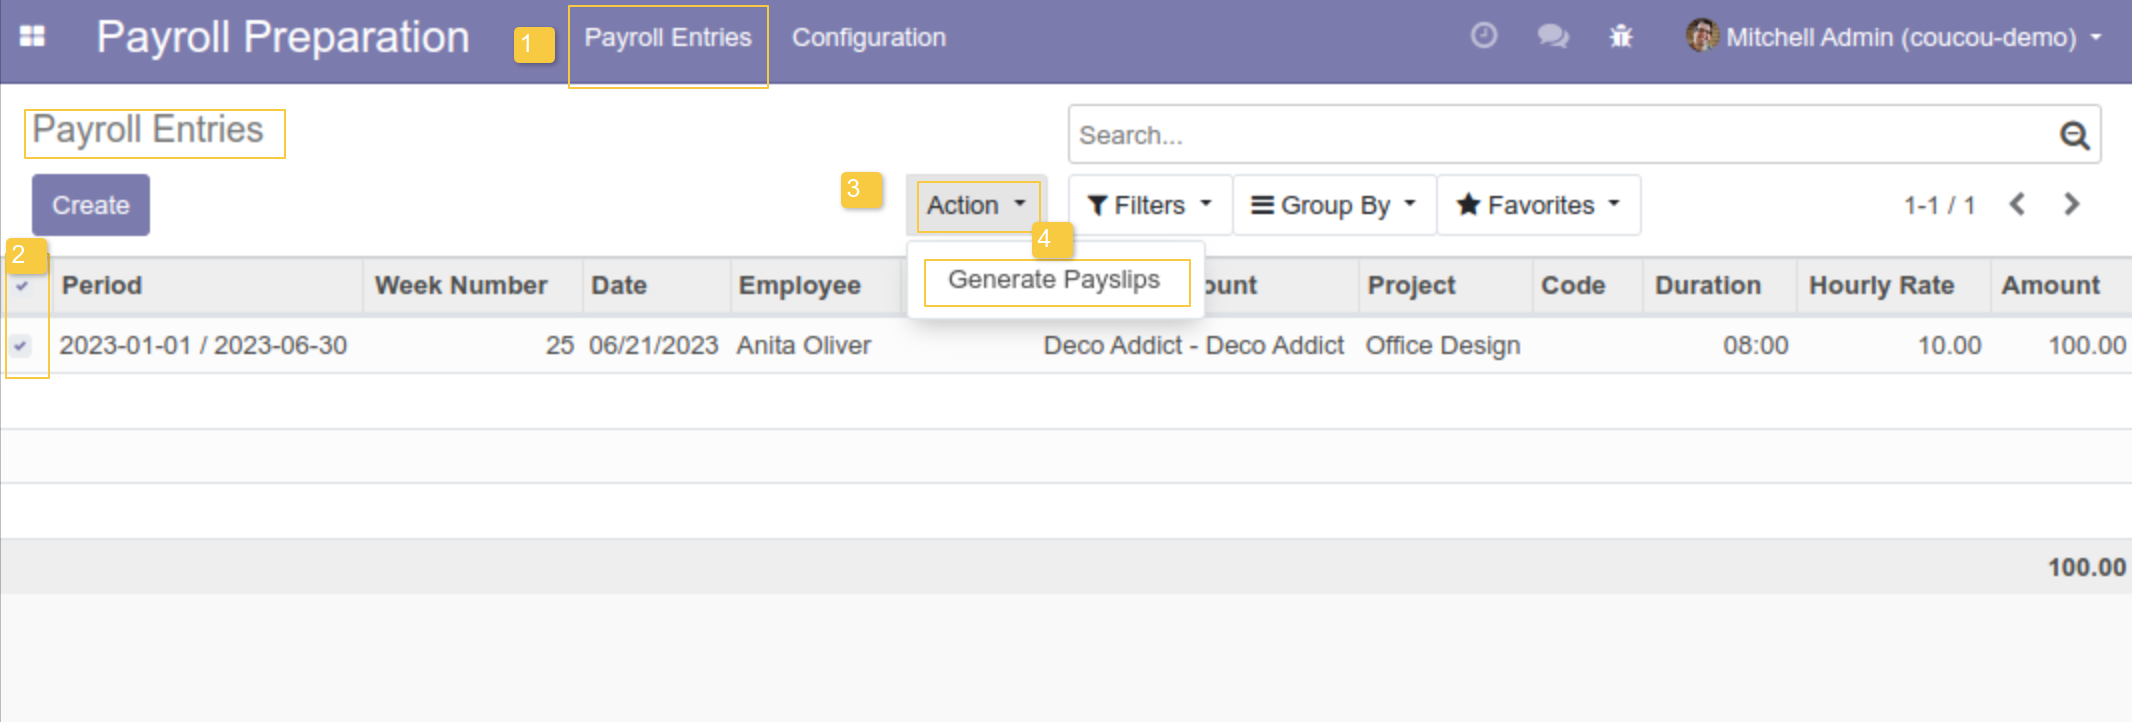 Payroll Preparation 1 Payroll Entries Configuration Mitchell Admin (coucou-demo)
Payroll Entries Search...
Create 3 Action Filters Group By Favorites 1-1 / 1
2 4
Generate Payslips
Period Week Number Date Employee ount Project Code Duration Hourly Rate Amount
2023-01-01 / 2023-06-30 25 06/21/2023 Anita Oliver Deco Addict - Deco Addict Office Design 08:00 10.00 100.00
100.00